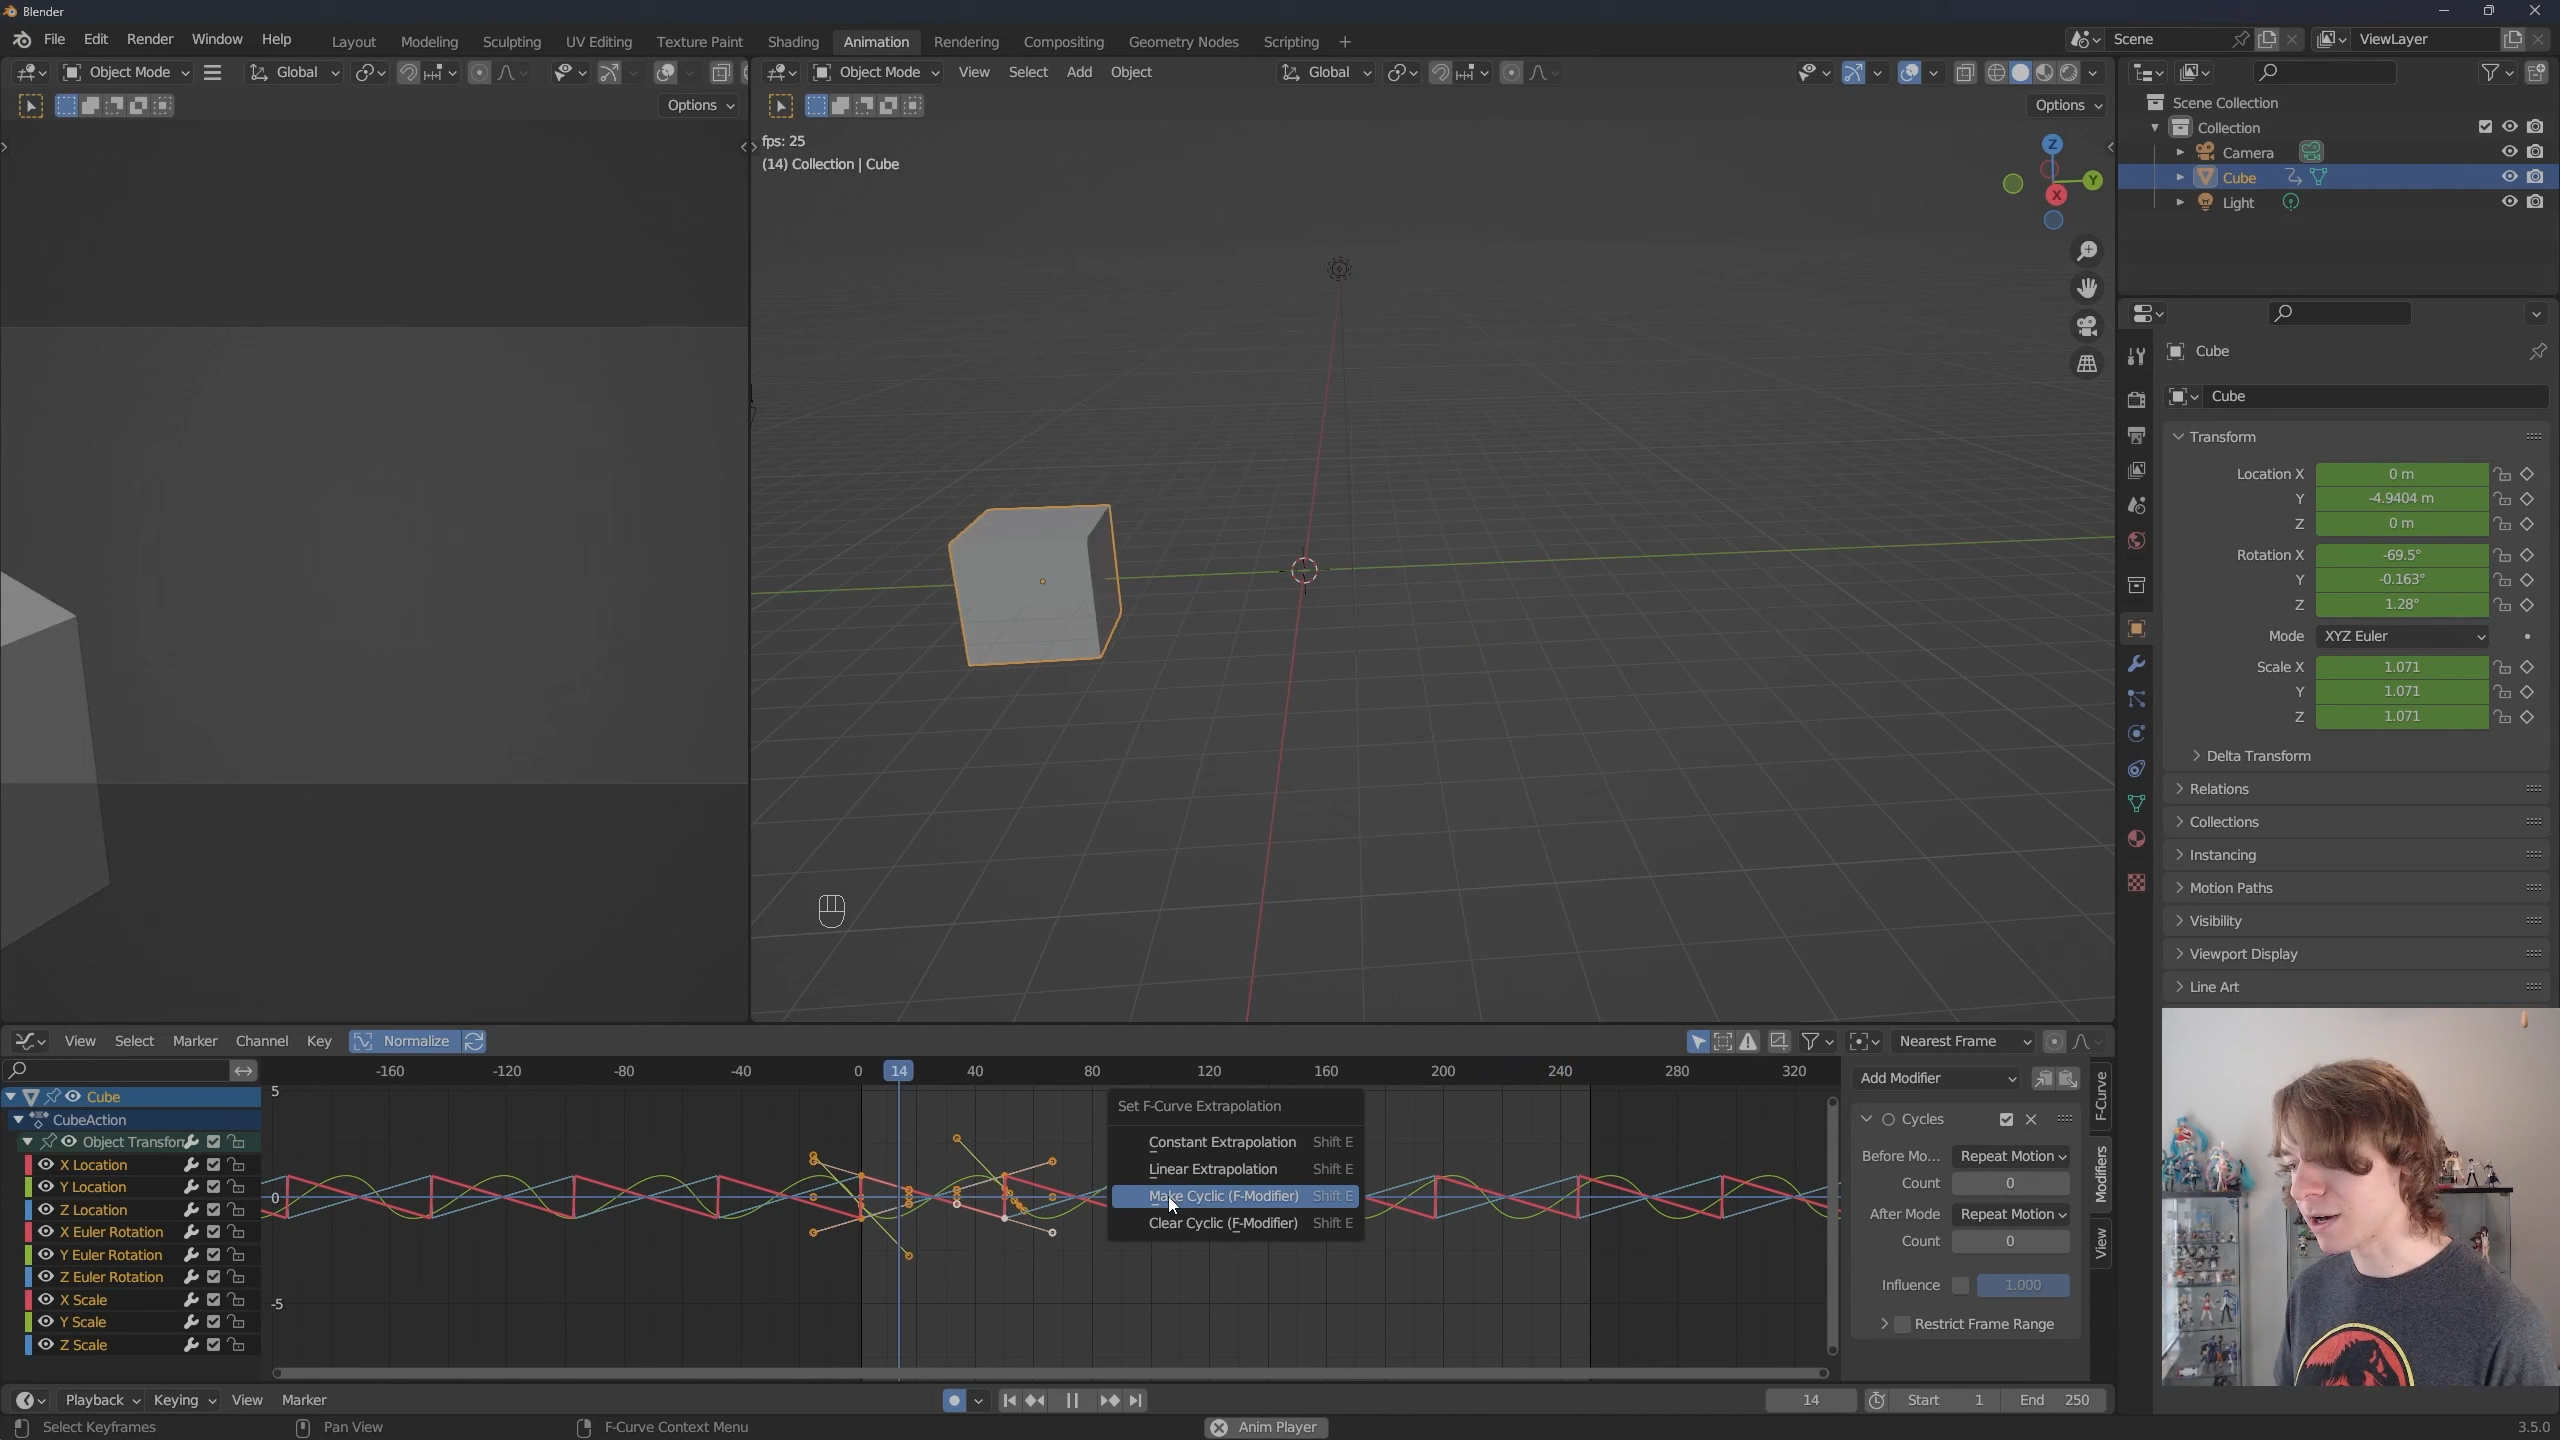 Blender
File Edit Render Window Help Layout Modeling Sculpting UV Editing Texture Paint Shading Animation Rendering Compositing Geometry Nodes Scripting + Scene ViewLayer
Object Mode Global
Object Mode View Select Add Object Global
Options
Options
fps: 25
(14) Collection | Cube
Z
Y
X
Scene Collection
Collection
Camera
Cube
Light
Cube
Cube
Transform
Location X 0 m
Y -4.9404 m
Z 0 m
Rotation X -69.5°
Y -0.163°
Z 1.28°
Mode XYZ Euler
Scale X 1.071
Y 1.071
Z 1.071
Delta Transform
Relations
Collections
Instancing
Motion Paths
Visibility
Viewport Display
Line Art
View Select Marker Channel Key Normalize Nearest Frame
-160 -120 -80 -40 0 14 40 80 120 160 200 240 280 320
5
0
-5
Cube
CubeAction
Object Transfor
X Location
Y Location
Z Location
X Euler Rotation
Y Euler Rotation
Z Euler Rotation
X Scale
Y Scale
Z Scale
Set F-Curve Extrapolation
Constant Extrapolation Shift E
Linear Extrapolation Shift E
Make Cyclic (F-Modifier) Shift E
Clear Cyclic (F-Modifier) Shift E
Add Modifier
Cycles
Before Mo... Repeat Motion
Count 0
After Mode Repeat Motion
Count 0
Influence 1.000
Restrict Frame Range
F-Curve
Modifiers
View
Playback Keying View Marker 14 Start 1 End 250
Select Keyframes Pan View F-Curve Context Menu Anim Player 3.5.0